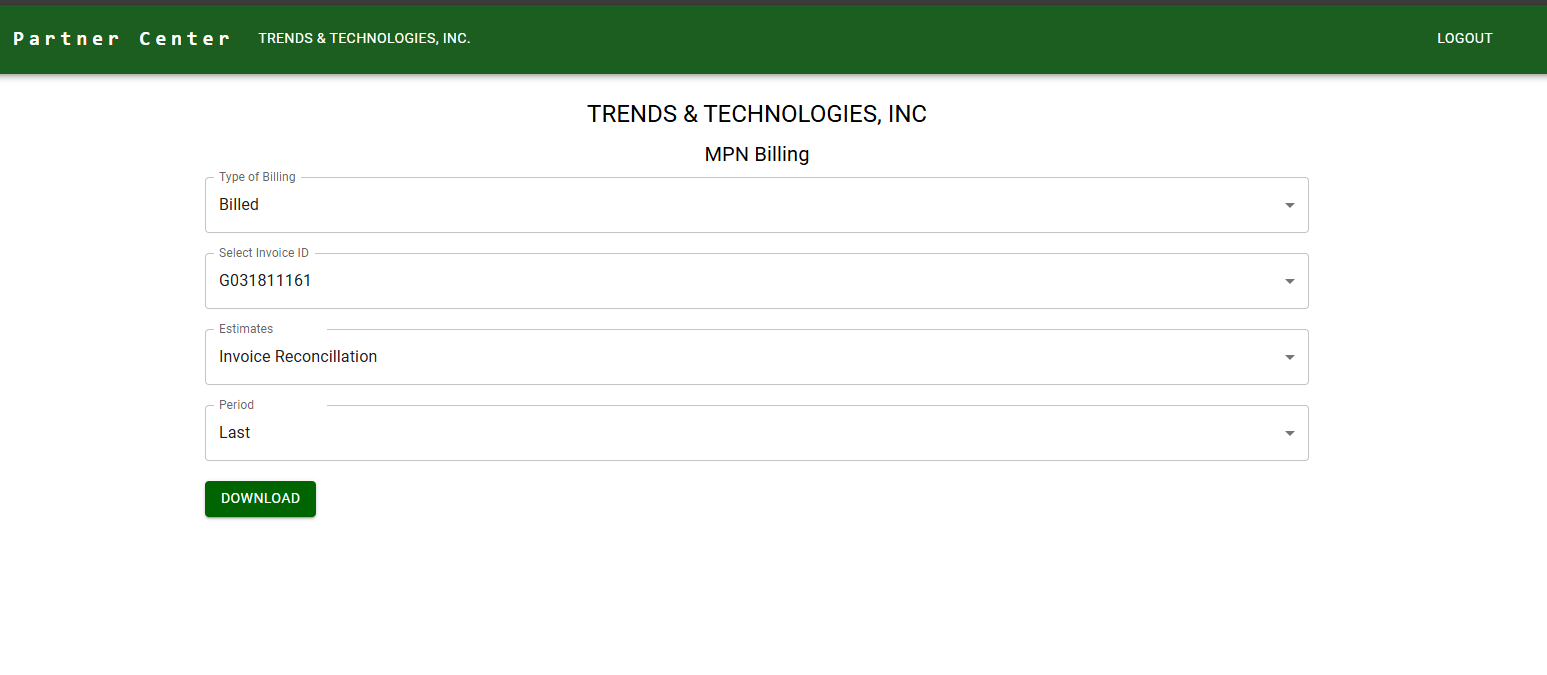 Partner Center TRENDS & TECHNOLOGIES, INC. LOGOUT
TRENDS & TECHNOLOGIES, INC
MPN Billing
Type of Billing
Billed
Select Invoice ID
G031811161
Estimates
Invoice Reconcillation
Period
Last
DOWNLOAD